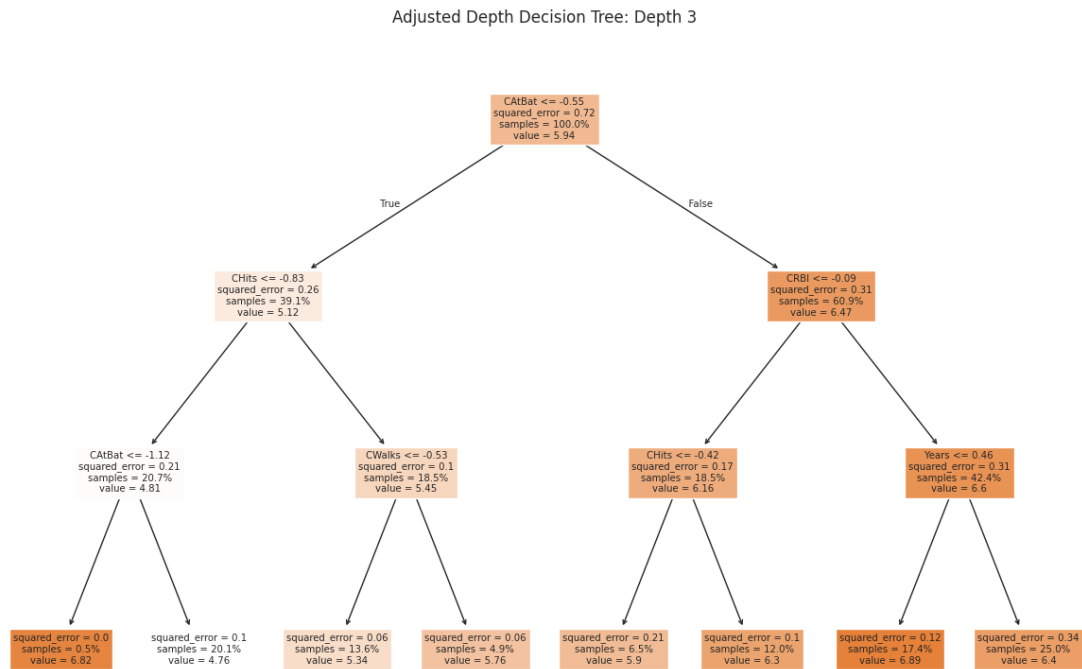 Adjusted Depth Decision Tree: Depth 3
CAtBat <= -0.55
squared_error = 0.72
samples = 100.0%
value = 5.94
True
False
CHits <= -0.83
squared_error = 0.26
samples = 39.1%
value = 5.12
CRBI <= -0.09
squared_error = 0.31
samples = 60.9%
value = 6.47
CAtBat <= -1.12
squared_error = 0.21
samples = 20.7%
value = 4.81
CWalks <= -0.53
squared_error = 0.1
samples = 18.5%
value = 5.45
CHits <= -0.42
squared_error = 0.17
samples = 18.5%
value = 6.16
Years <= 0.46
squared_error = 0.31
samples = 42.4%
value = 6.6
squared_error = 0.0
samples = 0.5%
value = 6.82
squared_error = 0.1
samples = 20.1%
value = 4.76
squared_error = 0.06
samples = 13.6%
value = 5.34
squared_error = 0.06
samples = 4.9%
value = 5.76
squared_error = 0.21
samples = 6.5%
value = 5.9
squared_error = 0.1
samples = 12.0%
value = 6.3
squared_error = 0.12
samples = 17.4%
value = 6.89
squared_error = 0.34
samples = 25.0%
value = 6.4